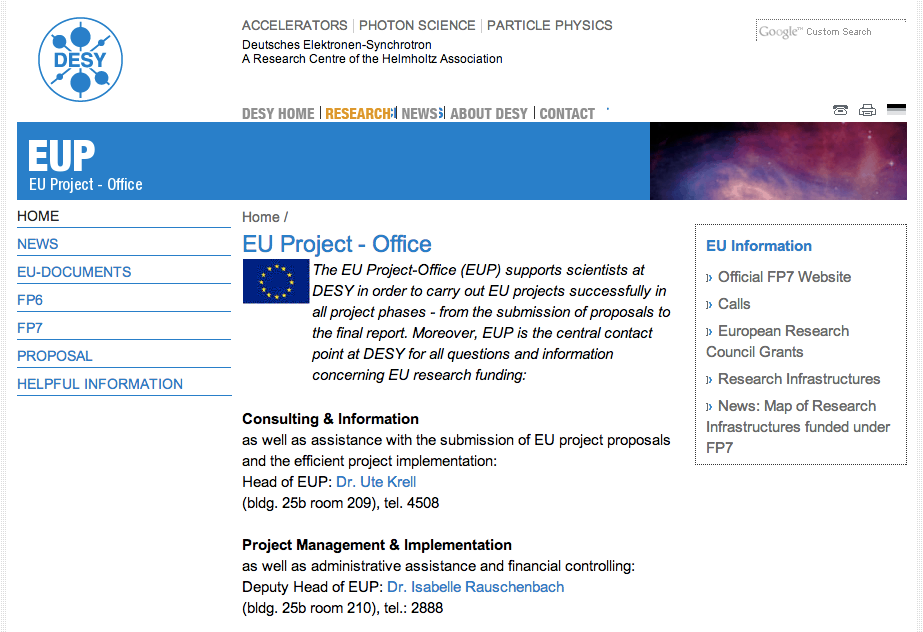 DESY
ACCELERATORS | PHOTON SCIENCE | PARTICLE PHYSICS
Deutsches Elektronen-Synchrotron
A Research Centre of the Helmholtz Association
Google™ Custom Search
DESY HOME | RESEARCH | NEWS | ABOUT DESY | CONTACT
EUP
EU Project - Office
HOME
NEWS
EU-DOCUMENTS
FP6
FP7
PROPOSAL
HELPFUL INFORMATION
Home /
EU Project - Office
The EU Project-Office (EUP) supports scientists at
DESY in order to carry out EU projects successfully in
all project phases - from the submission of proposals to
the final report. Moreover, EUP is the central contact
point at DESY for all questions and information
concerning EU research funding:
Consulting & Information
as well as assistance with the submission of EU project proposals
and the efficient project implementation:
Head of EUP: Dr. Ute Krell
(bldg. 25b room 209), tel. 4508
Project Management & Implementation
as well as administrative assistance and financial controlling:
Deputy Head of EUP: Dr. Isabelle Rauschenbach
(bldg. 25b room 210), tel.: 2888
EU Information
» Official FP7 Website
» Calls
» European Research
Council Grants
» Research Infrastructures
» News: Map of Research
Infrastructures funded under
FP7